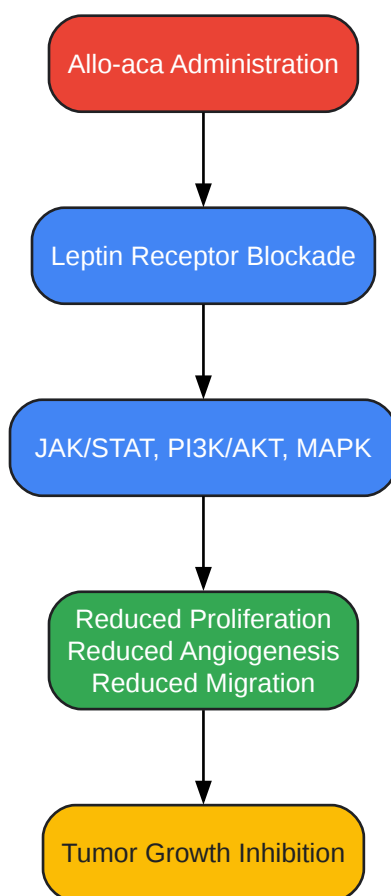 Allo-aca Administration
Leptin Receptor Blockade
JAK/STAT, PI3K/AKT, MAPK
Reduced Proliferation
Reduced Angiogenesis
Reduced Migration
Tumor Growth Inhibition